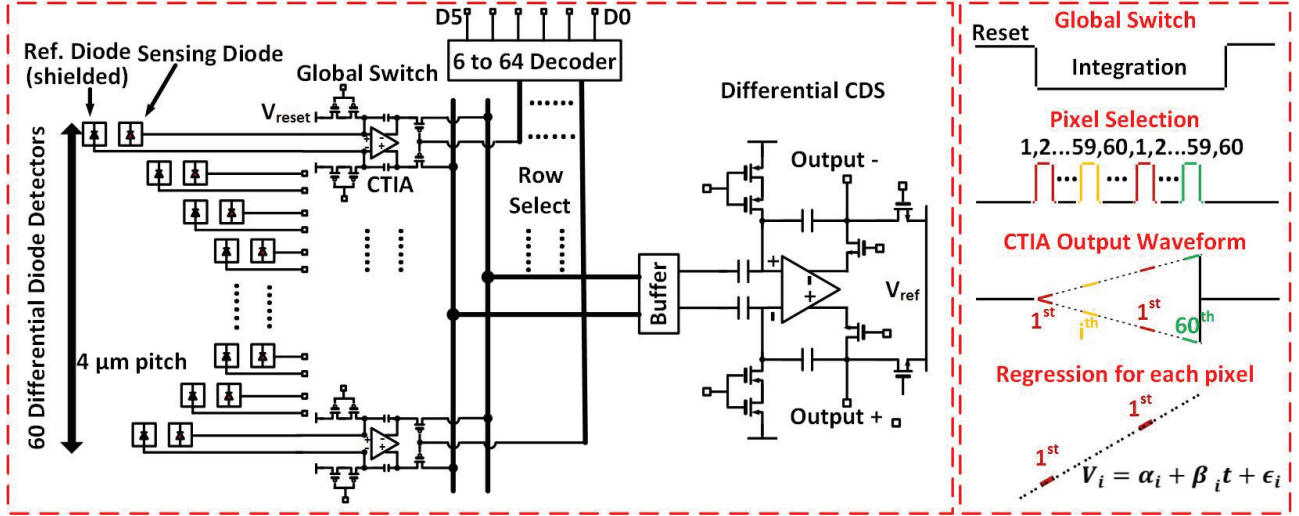 D5
D0
6 to 64 Decoder
Ref. Diode
(shielded)
Sensing Diode
Global Switch
Vreset
CTIA
60 Differential Diode Detectors
4 μm pitch
Row
Select
Differential CDS
Output -
Buffer
Vref
Output +
Global Switch
Reset
Integration
Pixel Selection
1,2...59,60,1,2...59,60
CTIA Output Waveform
1st
ith
1st
60th
Regression for each pixel
1st
1st
Vi = αi + βi t + ϵi